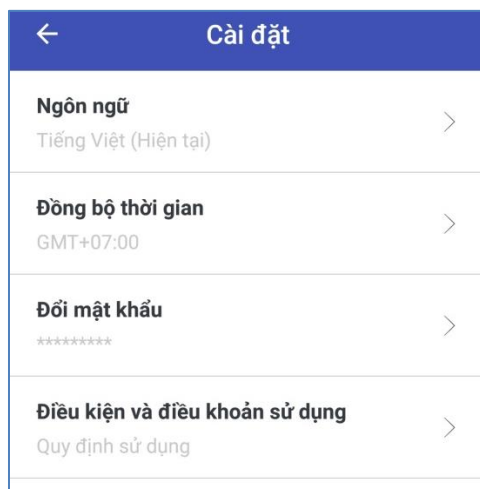 Cài đặt
Ngôn ngữ
Tiếng Việt (Hiện tại)
Đồng bộ thời gian
GMT+07:00
Đổi mật khẩu
*********
Điều kiện và điều khoản sử dụng
Quy định sử dụng